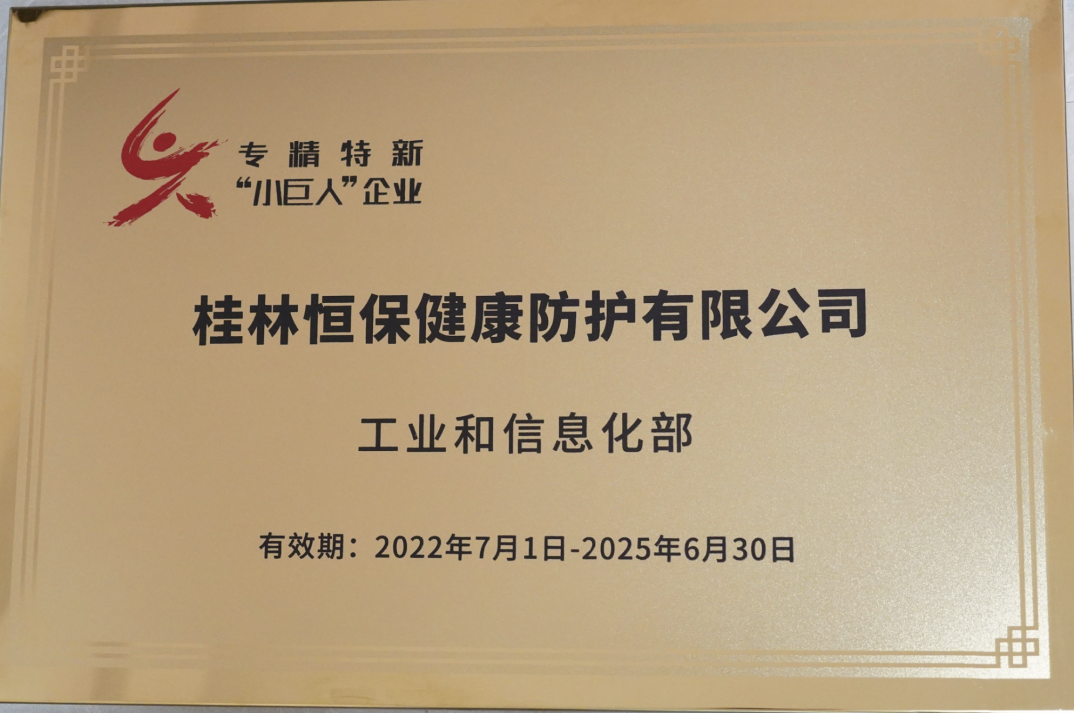 专精特新
“小巨人”企业
桂林恒保健康防护有限公司
工业和信息化部
有效期：2022年7月1日-2025年6月30日